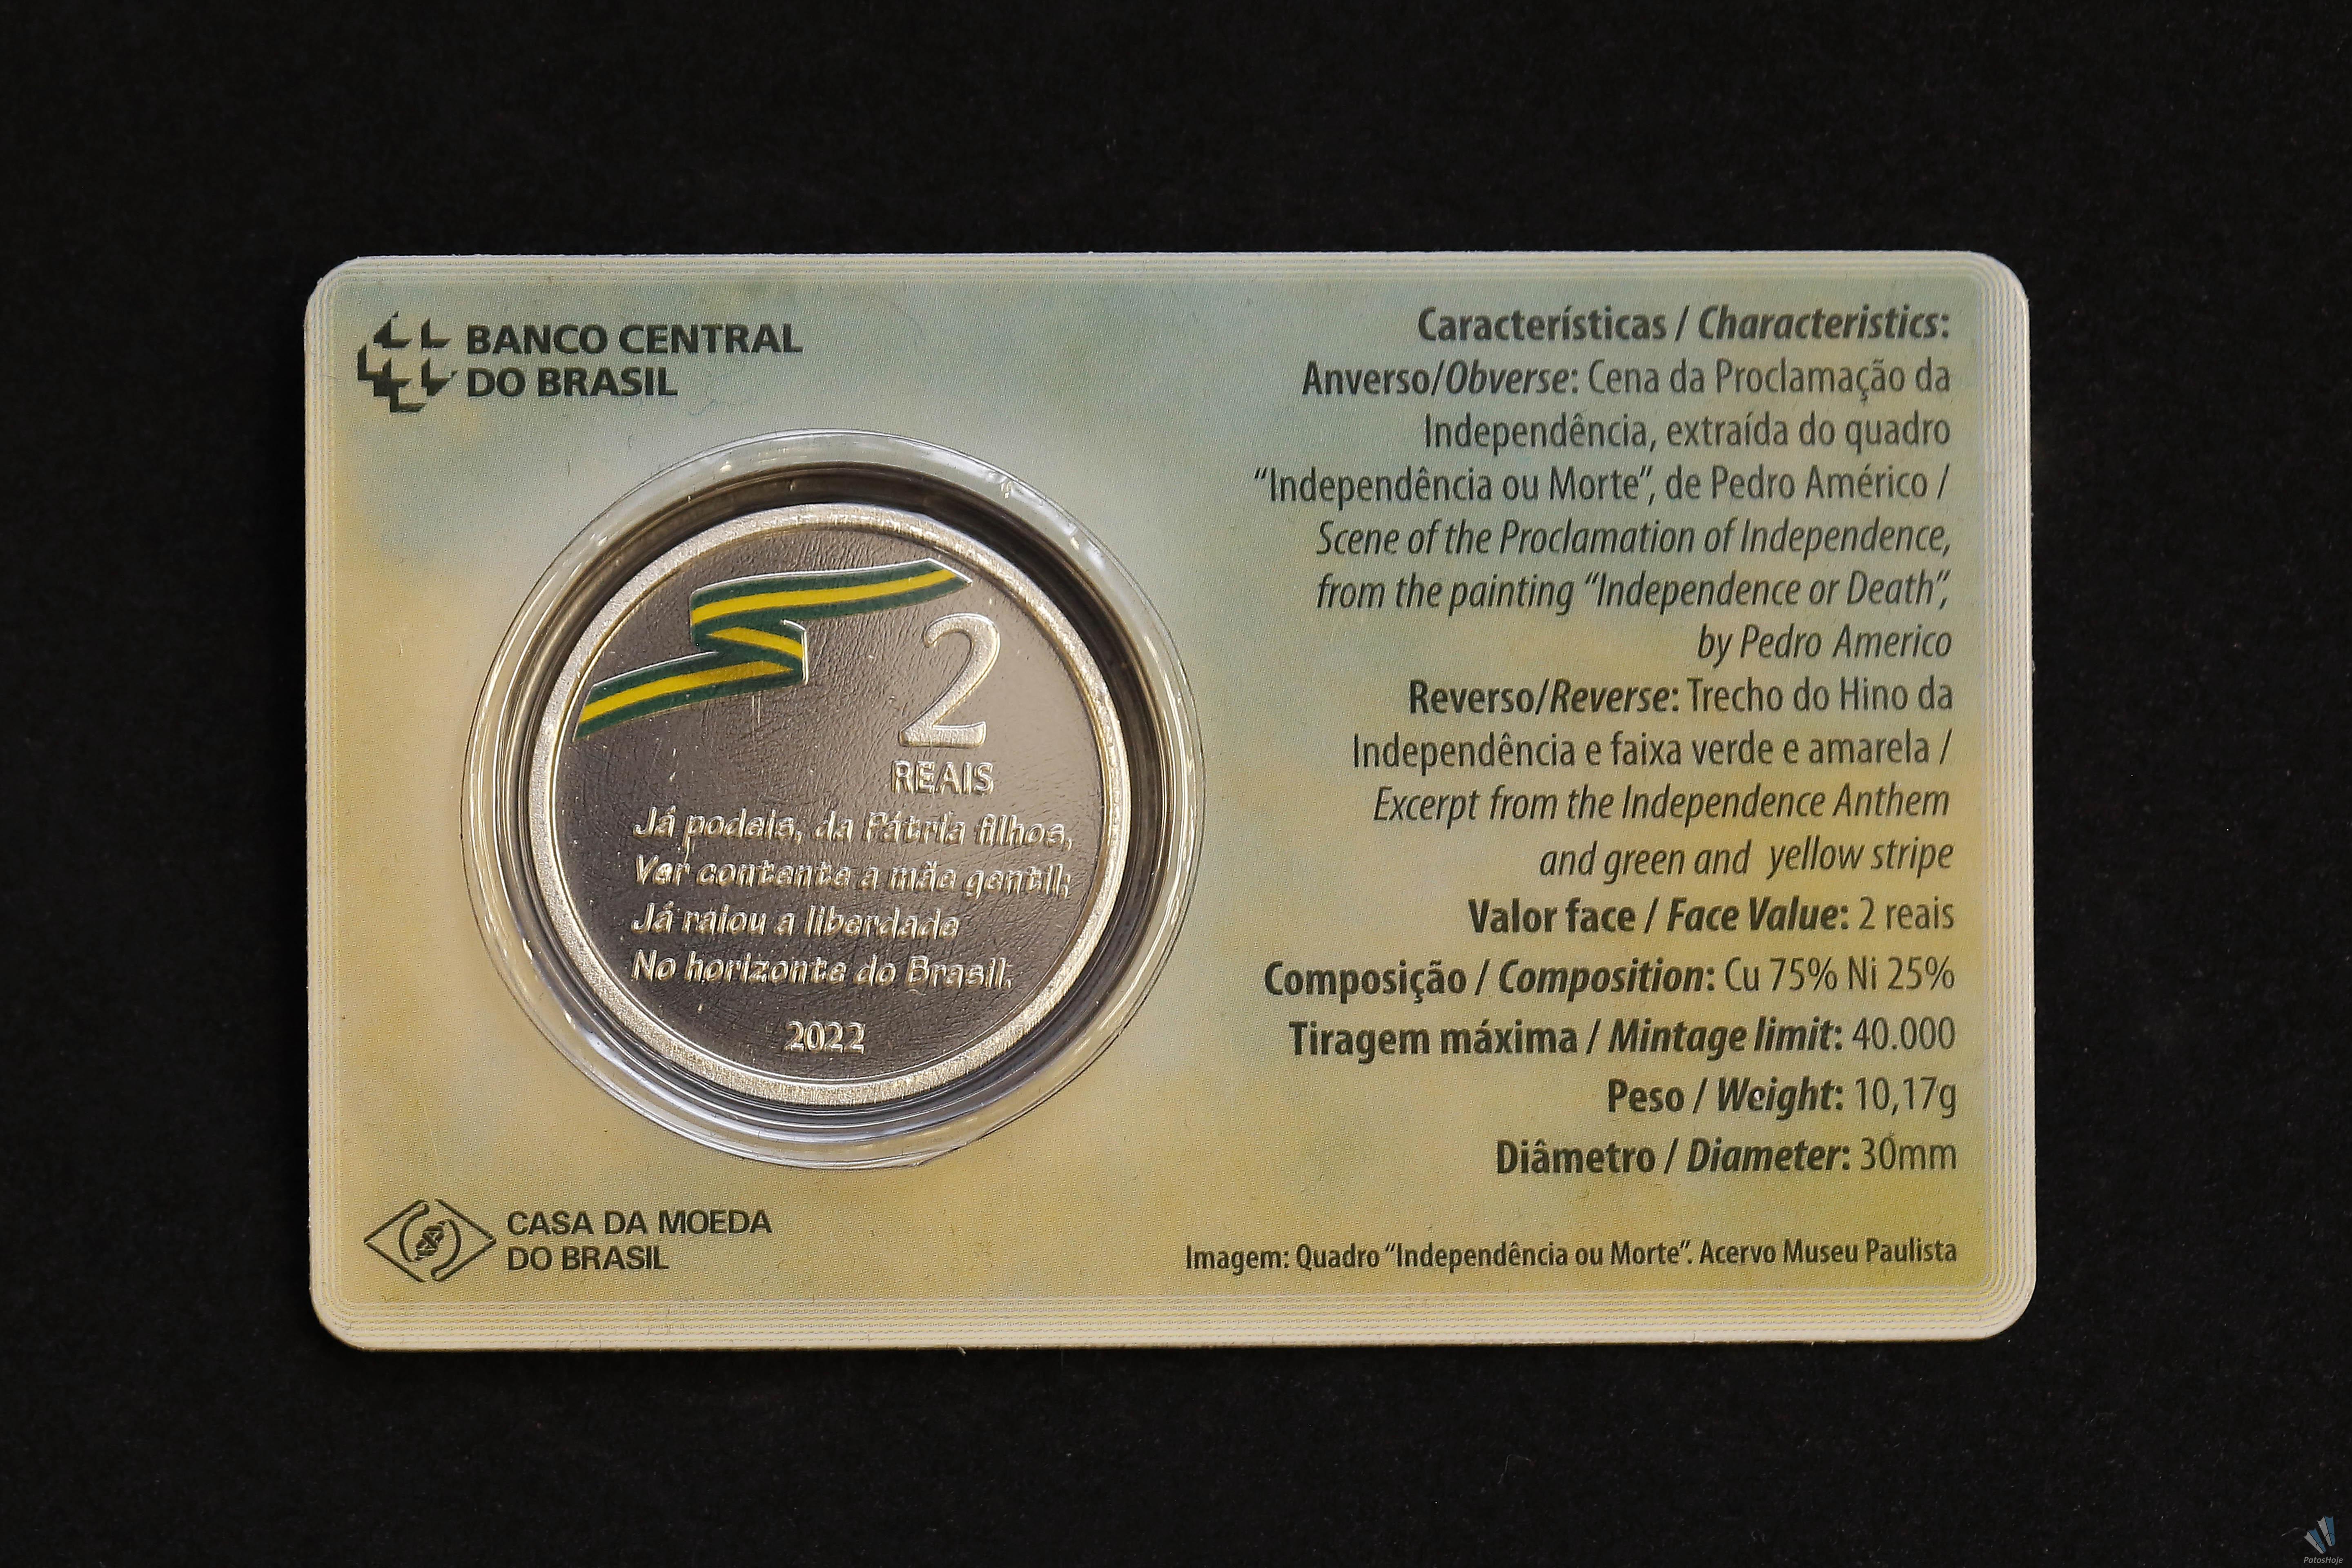 BANCO CENTRAL
DO BRASIL
2
REAIS
Já podeis, da Pátria filhos,
Ver contente a mãe gentil;
Já raiou a liberdade
No horizonte do Brasil.
2022
CASA DA MOEDA
DO BRASIL
Características / Characteristics:
Anverso/Obverse: Cena da Proclamação da
Independência, extraída do quadro
“Independência ou Morte”, de Pedro Américo /
Scene of the Proclamation of Independence,
from the painting “Independence or Death”,
by Pedro Americo
Reverso/Reverse: Trecho do Hino da
Independência e faixa verde e amarela /
Excerpt from the Independence Anthem
and green and yellow stripe
Valor face / Face Value: 2 reais
Composição / Composition: Cu 75% Ni 25%
Tiragem máxima / Mintage limit: 40.000
Peso / Weight: 10,17g
Diâmetro / Diameter: 30mm
Imagem: Quadro “Independência ou Morte”. Acervo Museu Paulista
PatosHoje